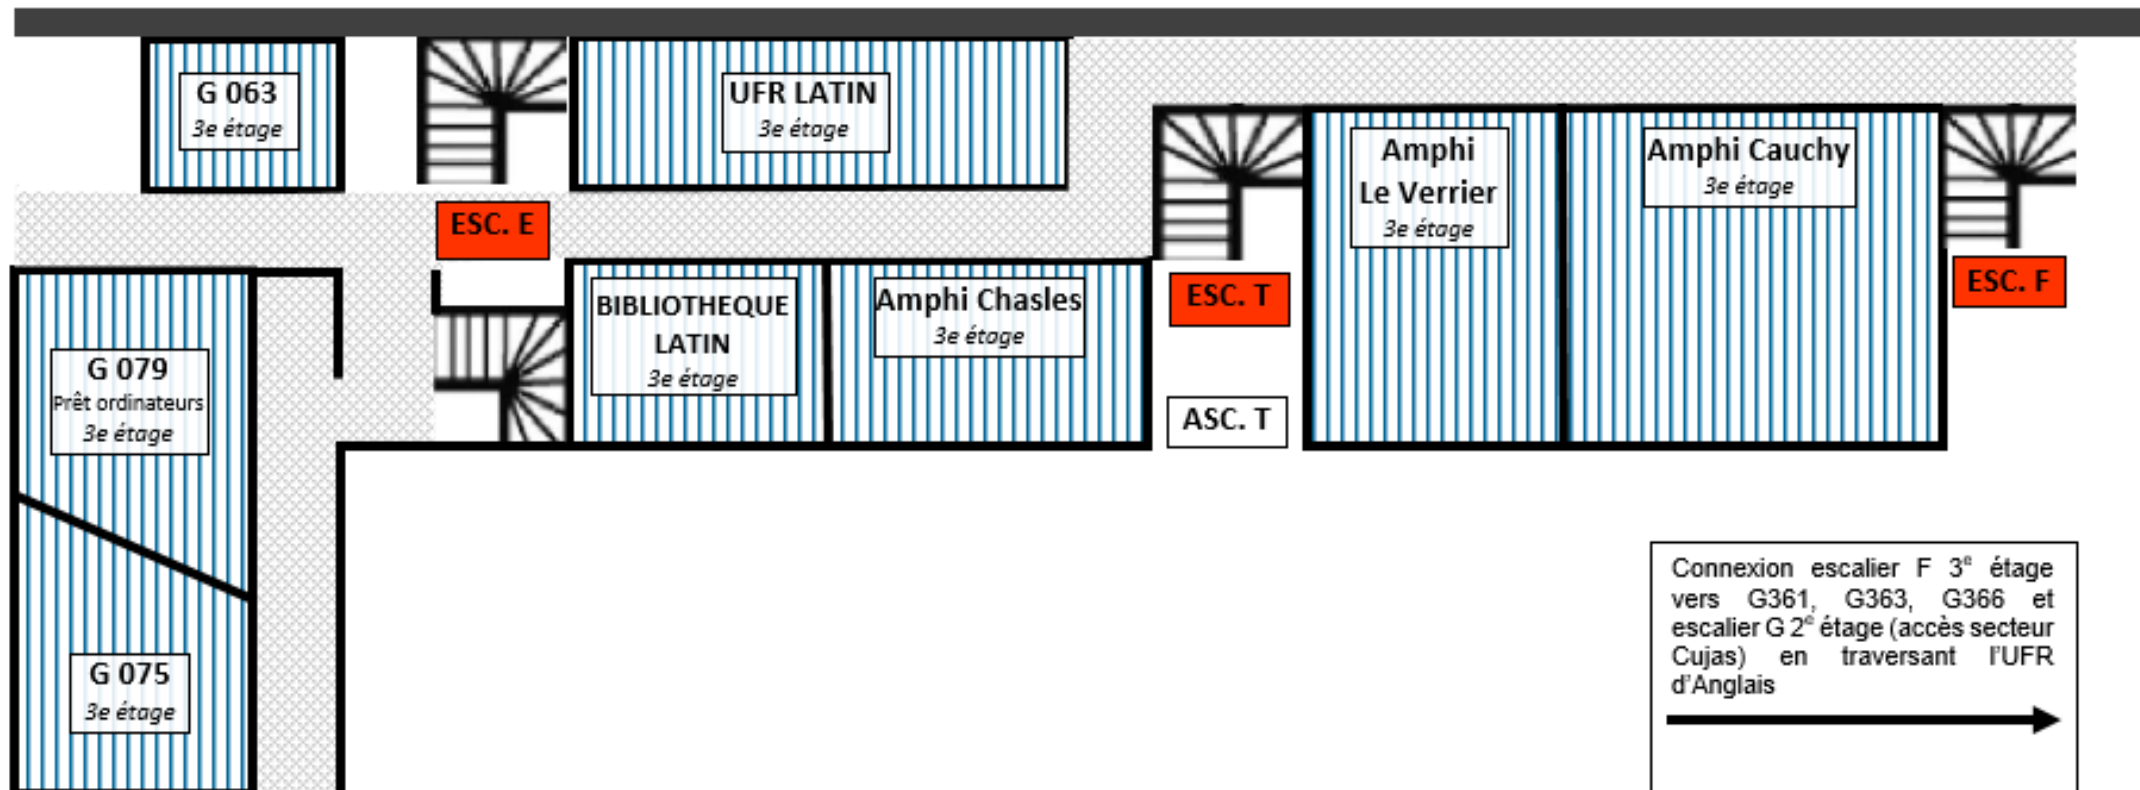 G 063
3e étage
UFR LATIN
3e étage
Amphi
Le Verrier
3e étage
Amphi Cauchy
3e étage
ESC. E
ESC. T
ESC. F
BIBLIOTHEQUE
LATIN
3e étage
Amphi Chasles
3e étage
ASC. T
G 079
Prêt ordinateurs
3e étage
G 075
3e étage
Connexion escalier F 3e étage
vers G361, G363, G366 et
escalier G 2e étage (accès secteur
Cujas) en traversant l'UFR
d'Anglais